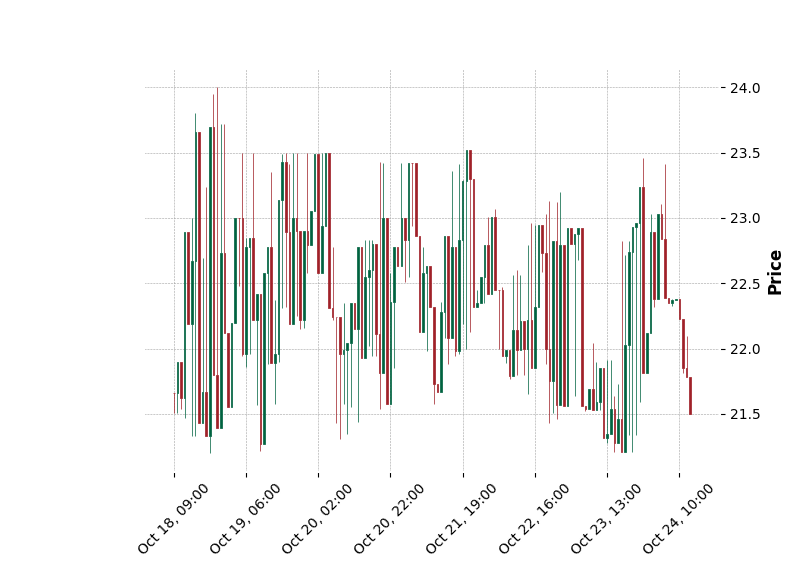 24.0
23.5
23.0
22.5
22.0
21.5
Price
Oct 18, 09:00
Oct 19, 06:00
Oct 20, 02:00
Oct 20, 22:00
Oct 21, 19:00
Oct 22, 16:00
Oct 23, 13:00
Oct 24, 10:00